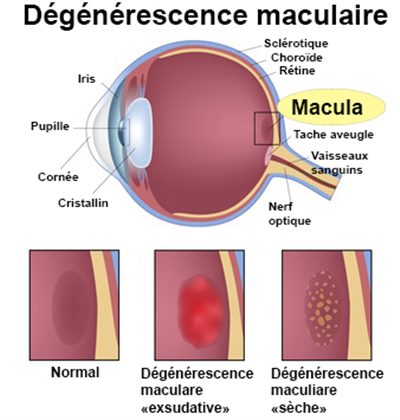 Dégénérescence maculaire
Sclérotique
Choroïde
Rétine
Iris
Macula
Pupille
Tache aveugle
Vaisseaux
sanguins
Cornée
Cristallin
Nerf
optique
Normal
Dégénérescence
maculare
«exsudative»
Dégénérescence
maculiare
«sèche»